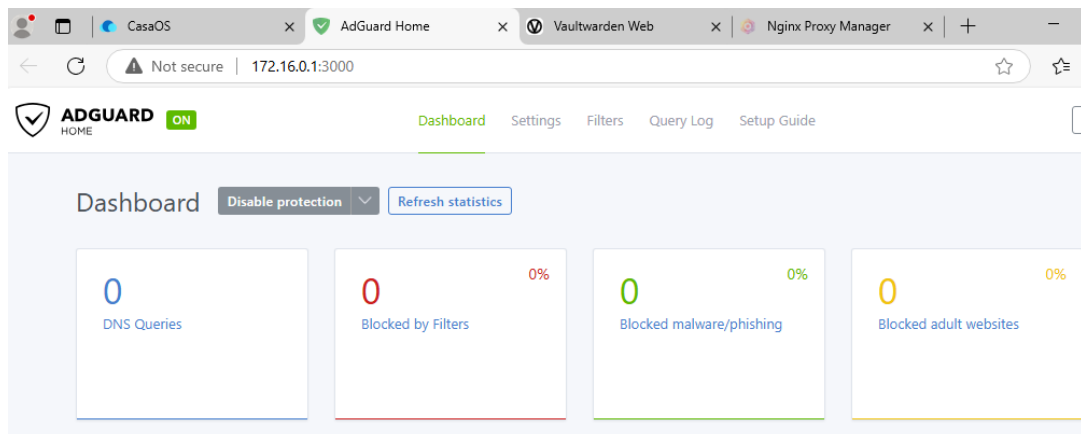 CasaOS AdGuard Home Vaultwarden Web Nginx Proxy Manager
Not secure 172.16.0.1:3000
ADGUARD HOME ON Dashboard Settings Filters Query Log Setup Guide
Dashboard Disable protection Refresh statistics
0
DNS Queries
0 0%
Blocked by Filters
0 0%
Blocked malware/phishing
0 0%
Blocked adult websites